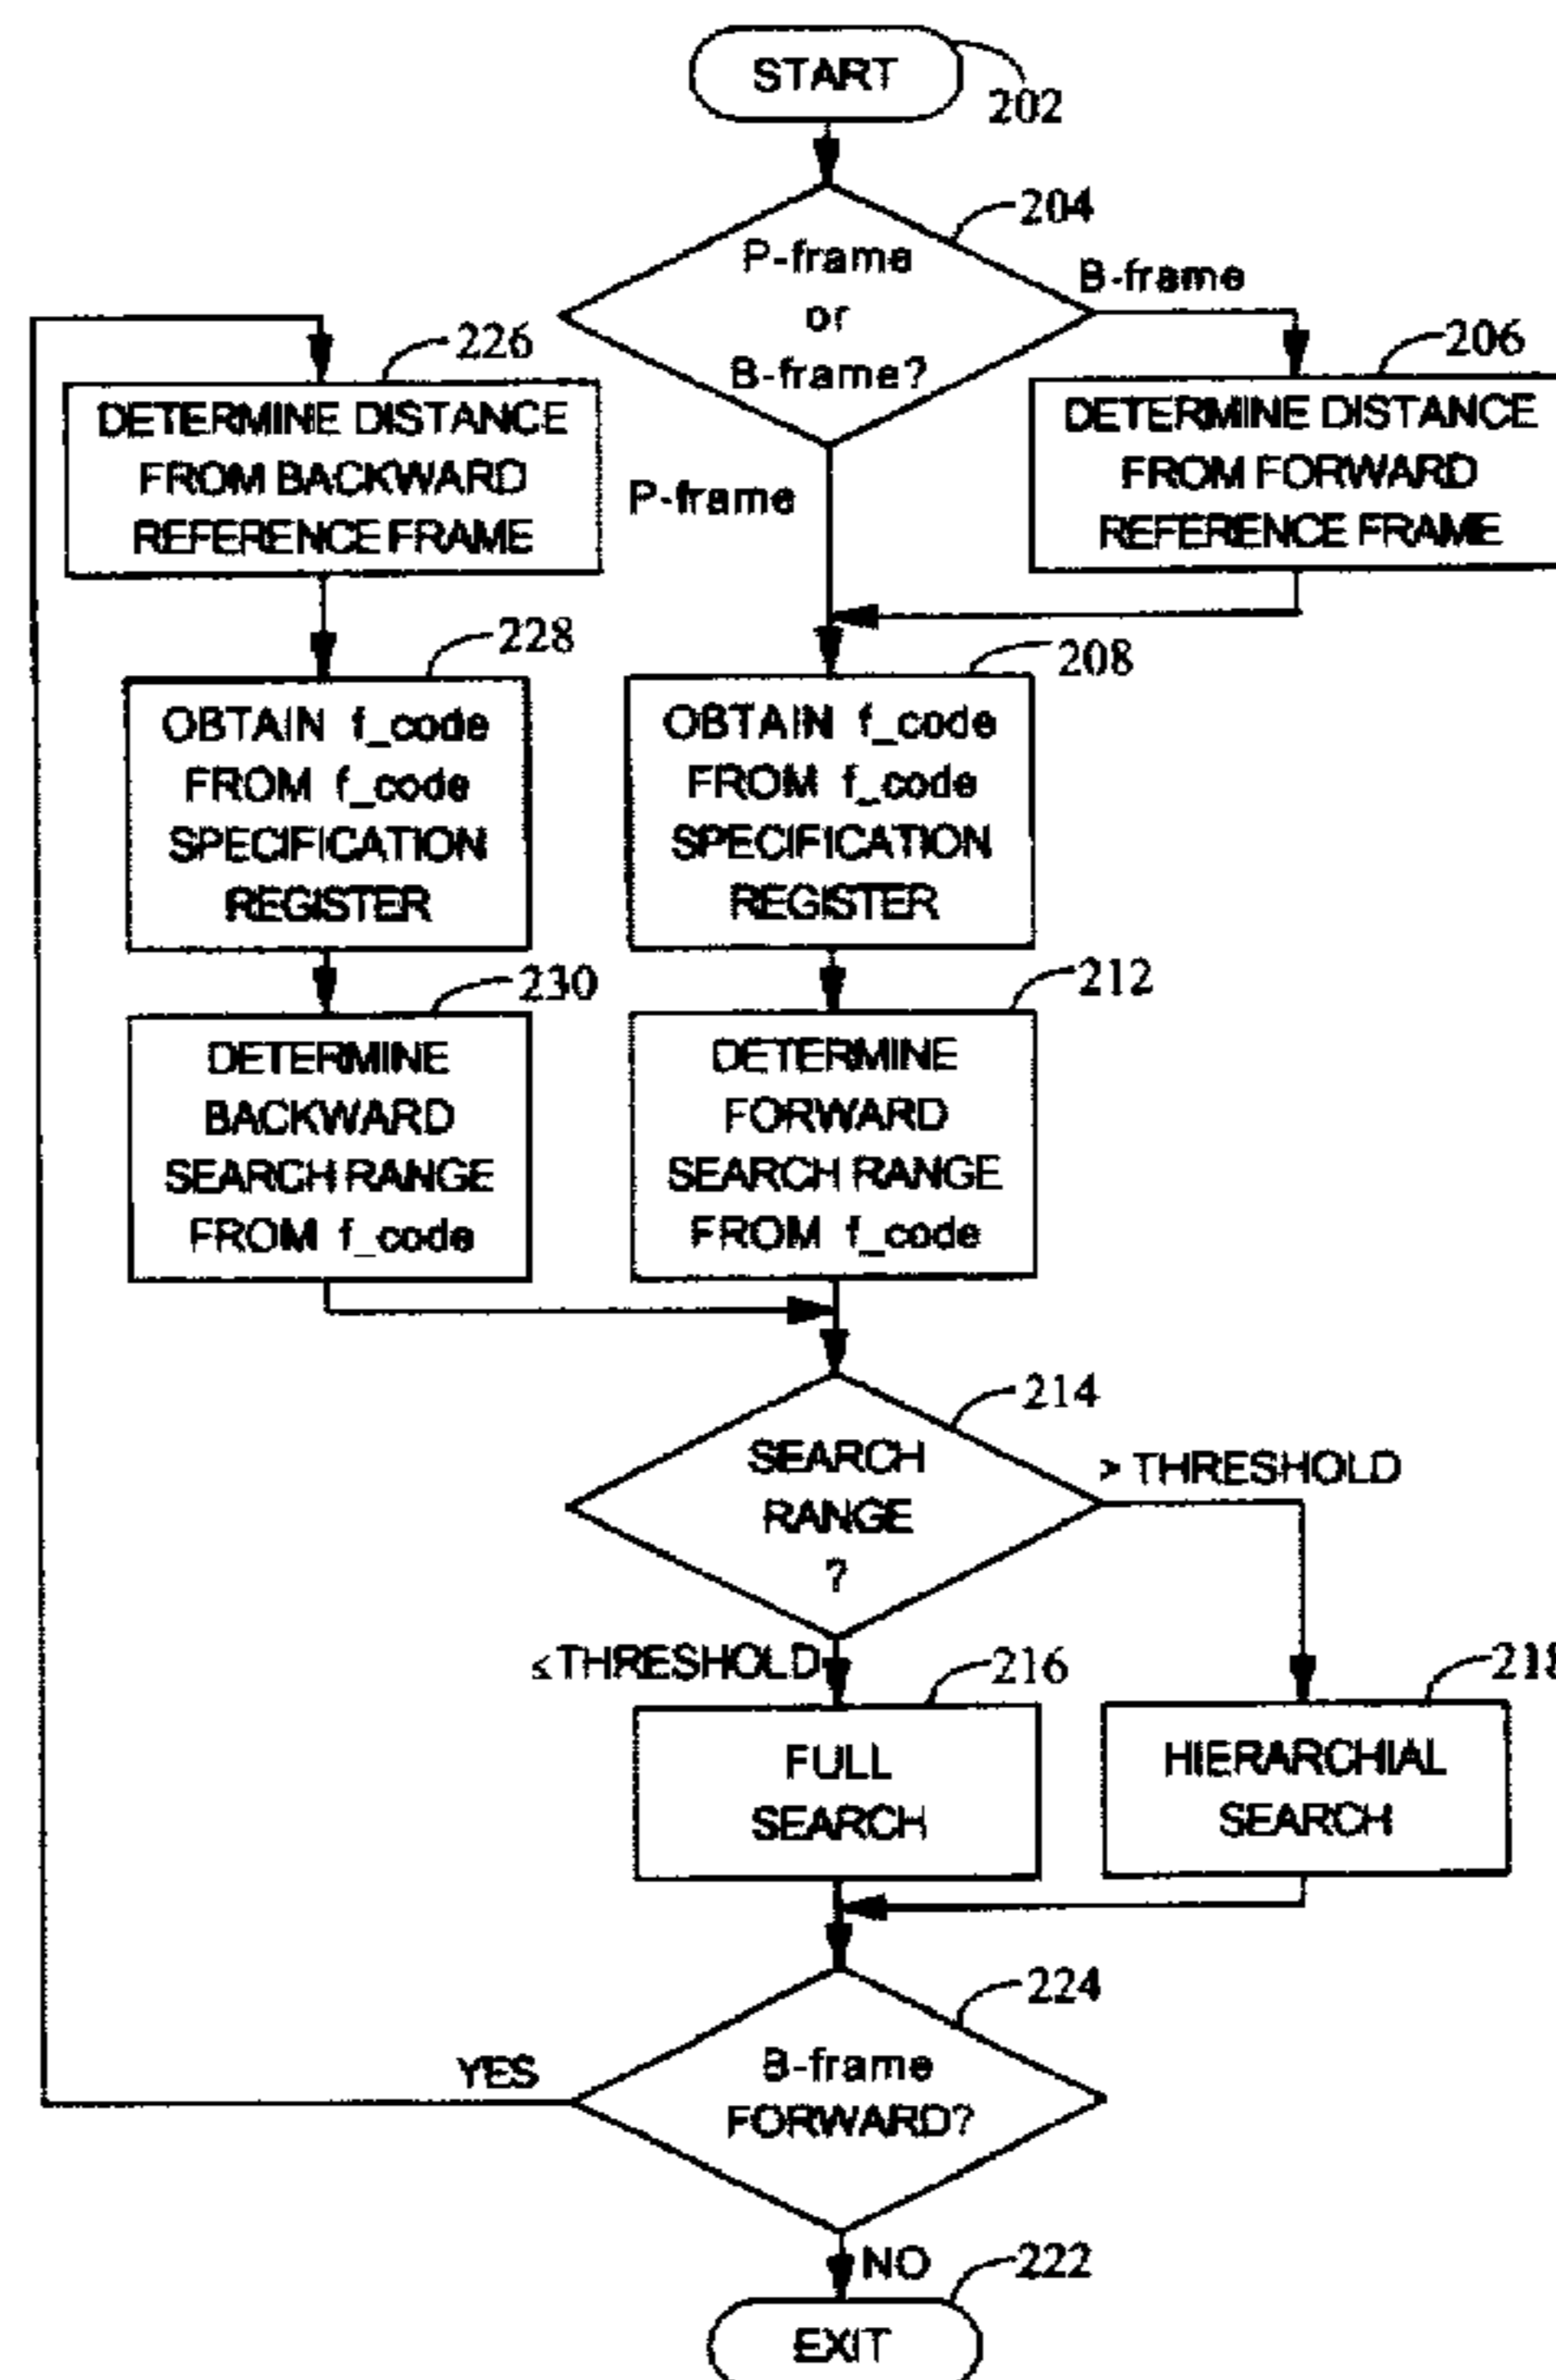 START
202
204
P-frame
or
B-frame?
B-frame
P-frame
206
DETERMINE DISTANCE
FROM FORWARD
REFERENCE FRAME
226
DETERMINE DISTANCE
FROM BACKWARD
REFERENCE FRAME
228
OBTAIN f_code
FROM f_code
SPECIFICATION
REGISTER
208
OBTAIN f_code
FROM f_code
SPECIFICATION
REGISTER
230
DETERMINE
BACKWARD
SEARCH RANGE
FROM f_code
212
DETERMINE
FORWARD
SEARCH RANGE
FROM f_code
214
SEARCH
RANGE
?
> THRESHOLD
≤ THRESHOLD
216
FULL
SEARCH
218
HIERARCHIAL
SEARCH
224
B-frame
FORWARD?
YES
NO
222
EXIT